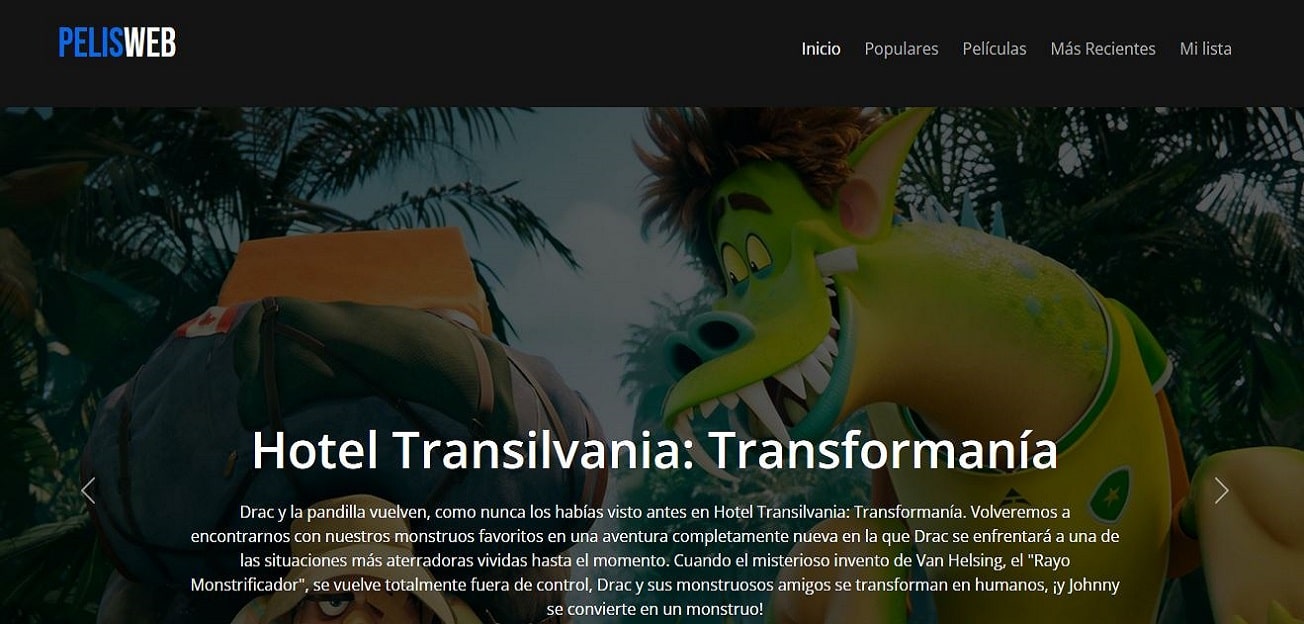 PELISWEB
Inicio Populares Películas Más Recientes Mi lista
Hotel Transilvania: Transformanía
Drac y la pandilla vuelven, como nunca los habías visto antes en Hotel Transilvania: Transformanía. Volveremos a
encontrarnos con nuestros monstruos favoritos en una aventura completamente nueva en la que Drac se enfrentará a una de
las situaciones más aterradoras vividas hasta el momento. Cuando el misterioso invento de Van Helsing, el "Rayo
Monstrificador", se vuelve totalmente fuera de control, Drac y sus monstruosos amigos se transforman en humanos, ¡y Johnny
se convierte en un monstruo!